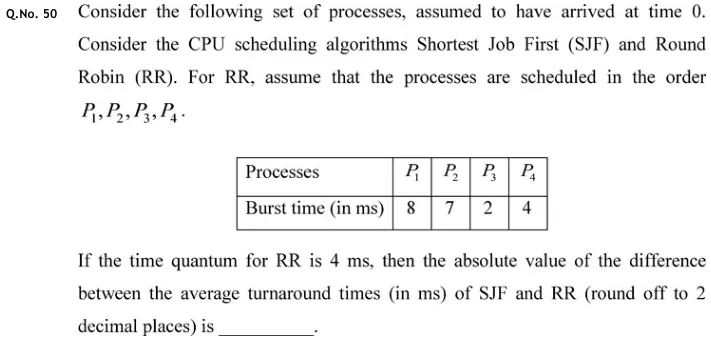 Q.No. 50 Consider the following set of processes, assumed to have arrived at time 0.
Consider the CPU scheduling algorithms Shortest Job First (SJF) and Round
Robin (RR). For RR, assume that the processes are scheduled in the order
P₁, P₂, P₃, P₄.
Processes P₁ P₂ P₃ P₄
Burst time (in ms) 8 7 2 4
If the time quantum for RR is 4 ms, then the absolute value of the difference
between the average turnaround times (in ms) of SJF and RR (round off to 2
decimal places) is __________.